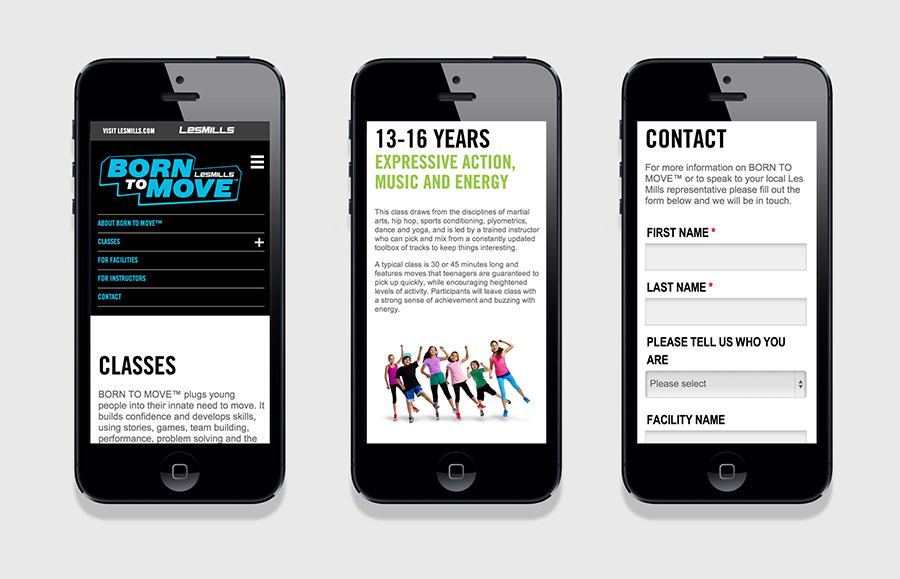 VISIT LESMILLS.COM LESMILLS
BORN
TO MOVE™
LESMILLS
ABOUT BORN TO MOVE™
CLASSES
FOR FACILITIES
FOR INSTRUCTORS
CONTACT
CLASSES
BORN TO MOVE™ plugs young
people into their innate need to move. It
builds confidence and develops skills,
using stories, games, team building,
performance, problem solving and the
13-16 YEARS
EXPRESSIVE ACTION,
MUSIC AND ENERGY
This class draws from the disciplines of martial
arts, hip hop, sports conditioning, plyometrics,
dance and yoga, and is led by a trained instructor
who can pick and mix from a constantly updated
toolbox of tracks to keep things interesting.
A typical class is 30 or 45 minutes long and
features moves that teenagers are guaranteed to
pick up quickly, while encouraging heightened
levels of activity. Participants will leave class with
a strong sense of achievement and buzzing with
energy.
CONTACT
For more information on BORN TO
MOVE™ or to speak to your local Les
Mills representative please fill out the
form below and we will be in touch.
FIRST NAME *
LAST NAME *
PLEASE TELL US WHO YOU
ARE
Please select
FACILITY NAME